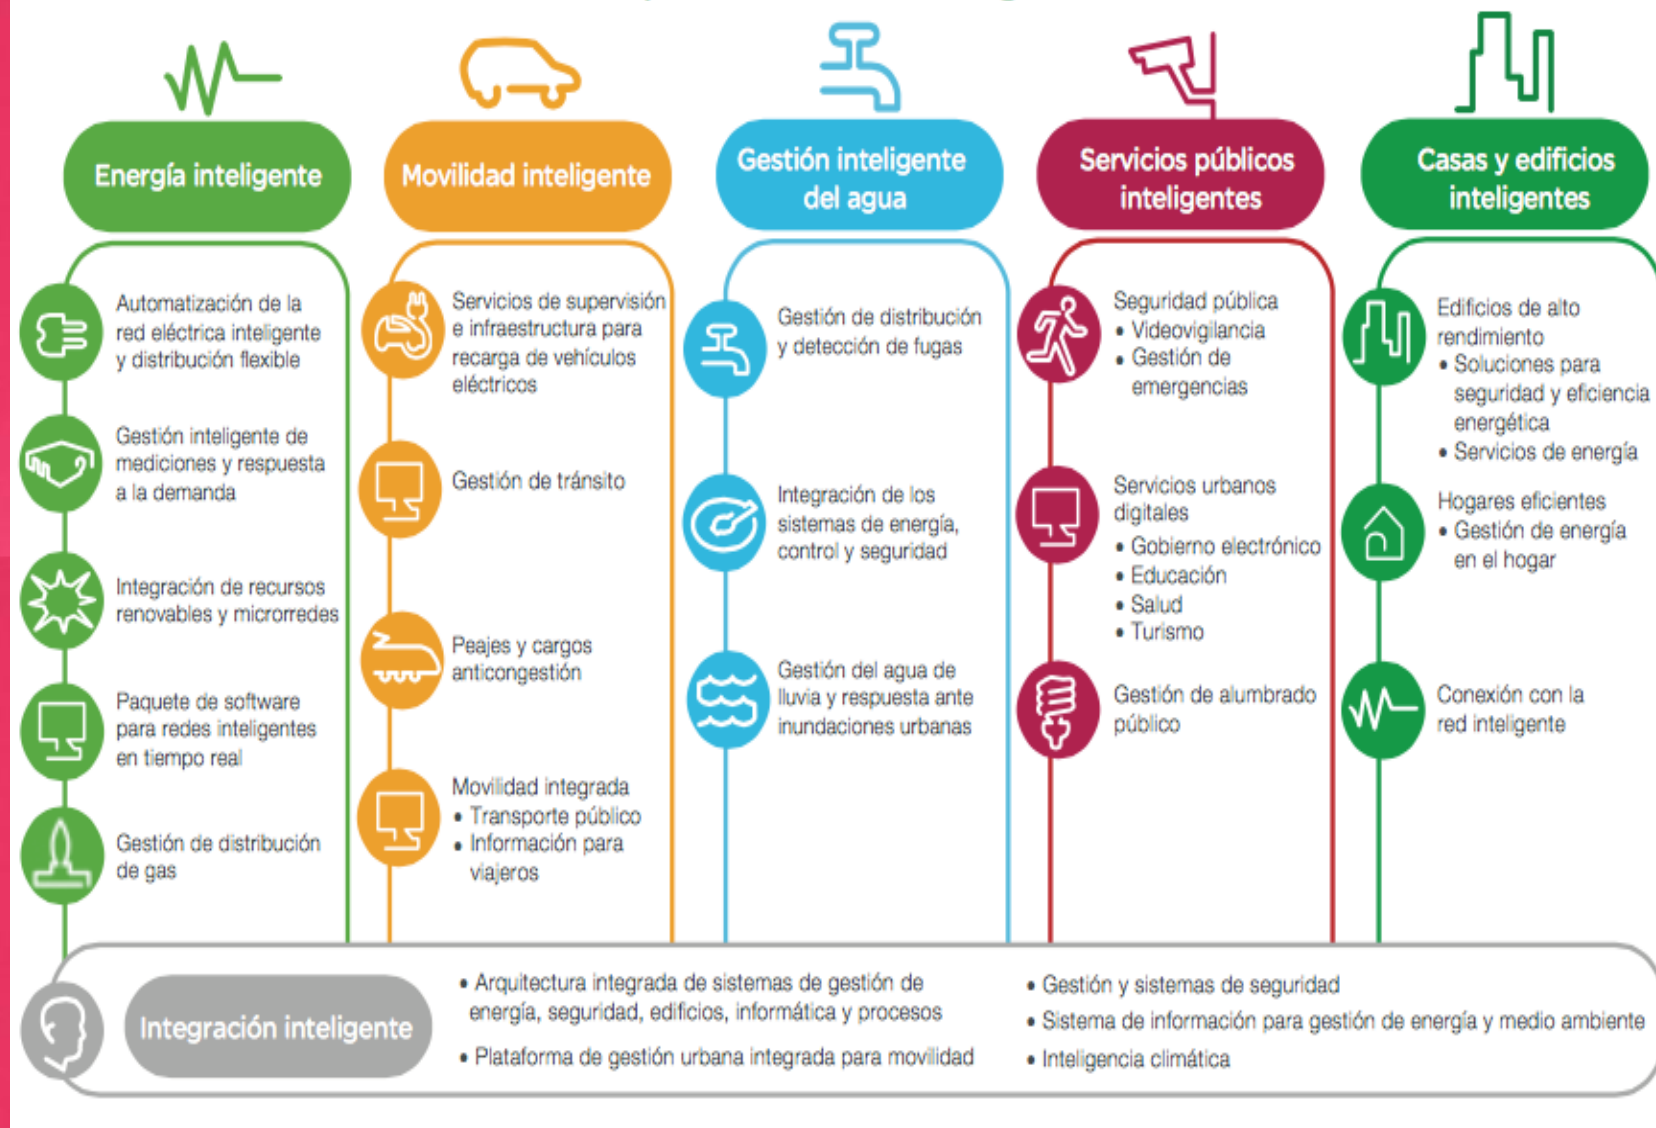 Energía inteligente
Automatización de la
red eléctrica inteligente
y distribución flexible
Gestión inteligente de
mediciones y respuesta
a la demanda
Integración de recursos
renovables y microrredes
Paquete de software
para redes inteligentes
en tiempo real
Gestión de distribución
de gas
Movilidad inteligente
Servicios de supervisión
e infraestructura para
recarga de vehículos
eléctricos
Gestión de tránsito
Peajes y cargos
anticongestión
Movilidad integrada
• Transporte público
• Información para
viajeros
Gestión inteligente
del agua
Gestión de distribución
y detección de fugas
Integración de los
sistemas de energía,
control y seguridad
Gestión del agua de
lluvia y respuesta ante
inundaciones urbanas
Servicios públicos
inteligentes
Seguridad pública
• Videovigilancia
• Gestión de
emergencias
Servicios urbanos
digitales
• Gobierno electrónico
• Educación
• Salud
• Turismo
Gestión de alumbrado
público
Casas y edificios
inteligentes
Edificios de alto
rendimiento
• Soluciones para
seguridad y eficiencia
energética
• Servicios de energía
Hogares eficientes
• Gestión de energía
en el hogar
Conexión con la
red inteligente
Integración inteligente
• Arquitectura integrada de sistemas de gestión de
energía, seguridad, edificios, informática y procesos
• Plataforma de gestión urbana integrada para movilidad
• Gestión y sistemas de seguridad
• Sistema de información para gestión de energía y medio ambiente
• Inteligencia climática